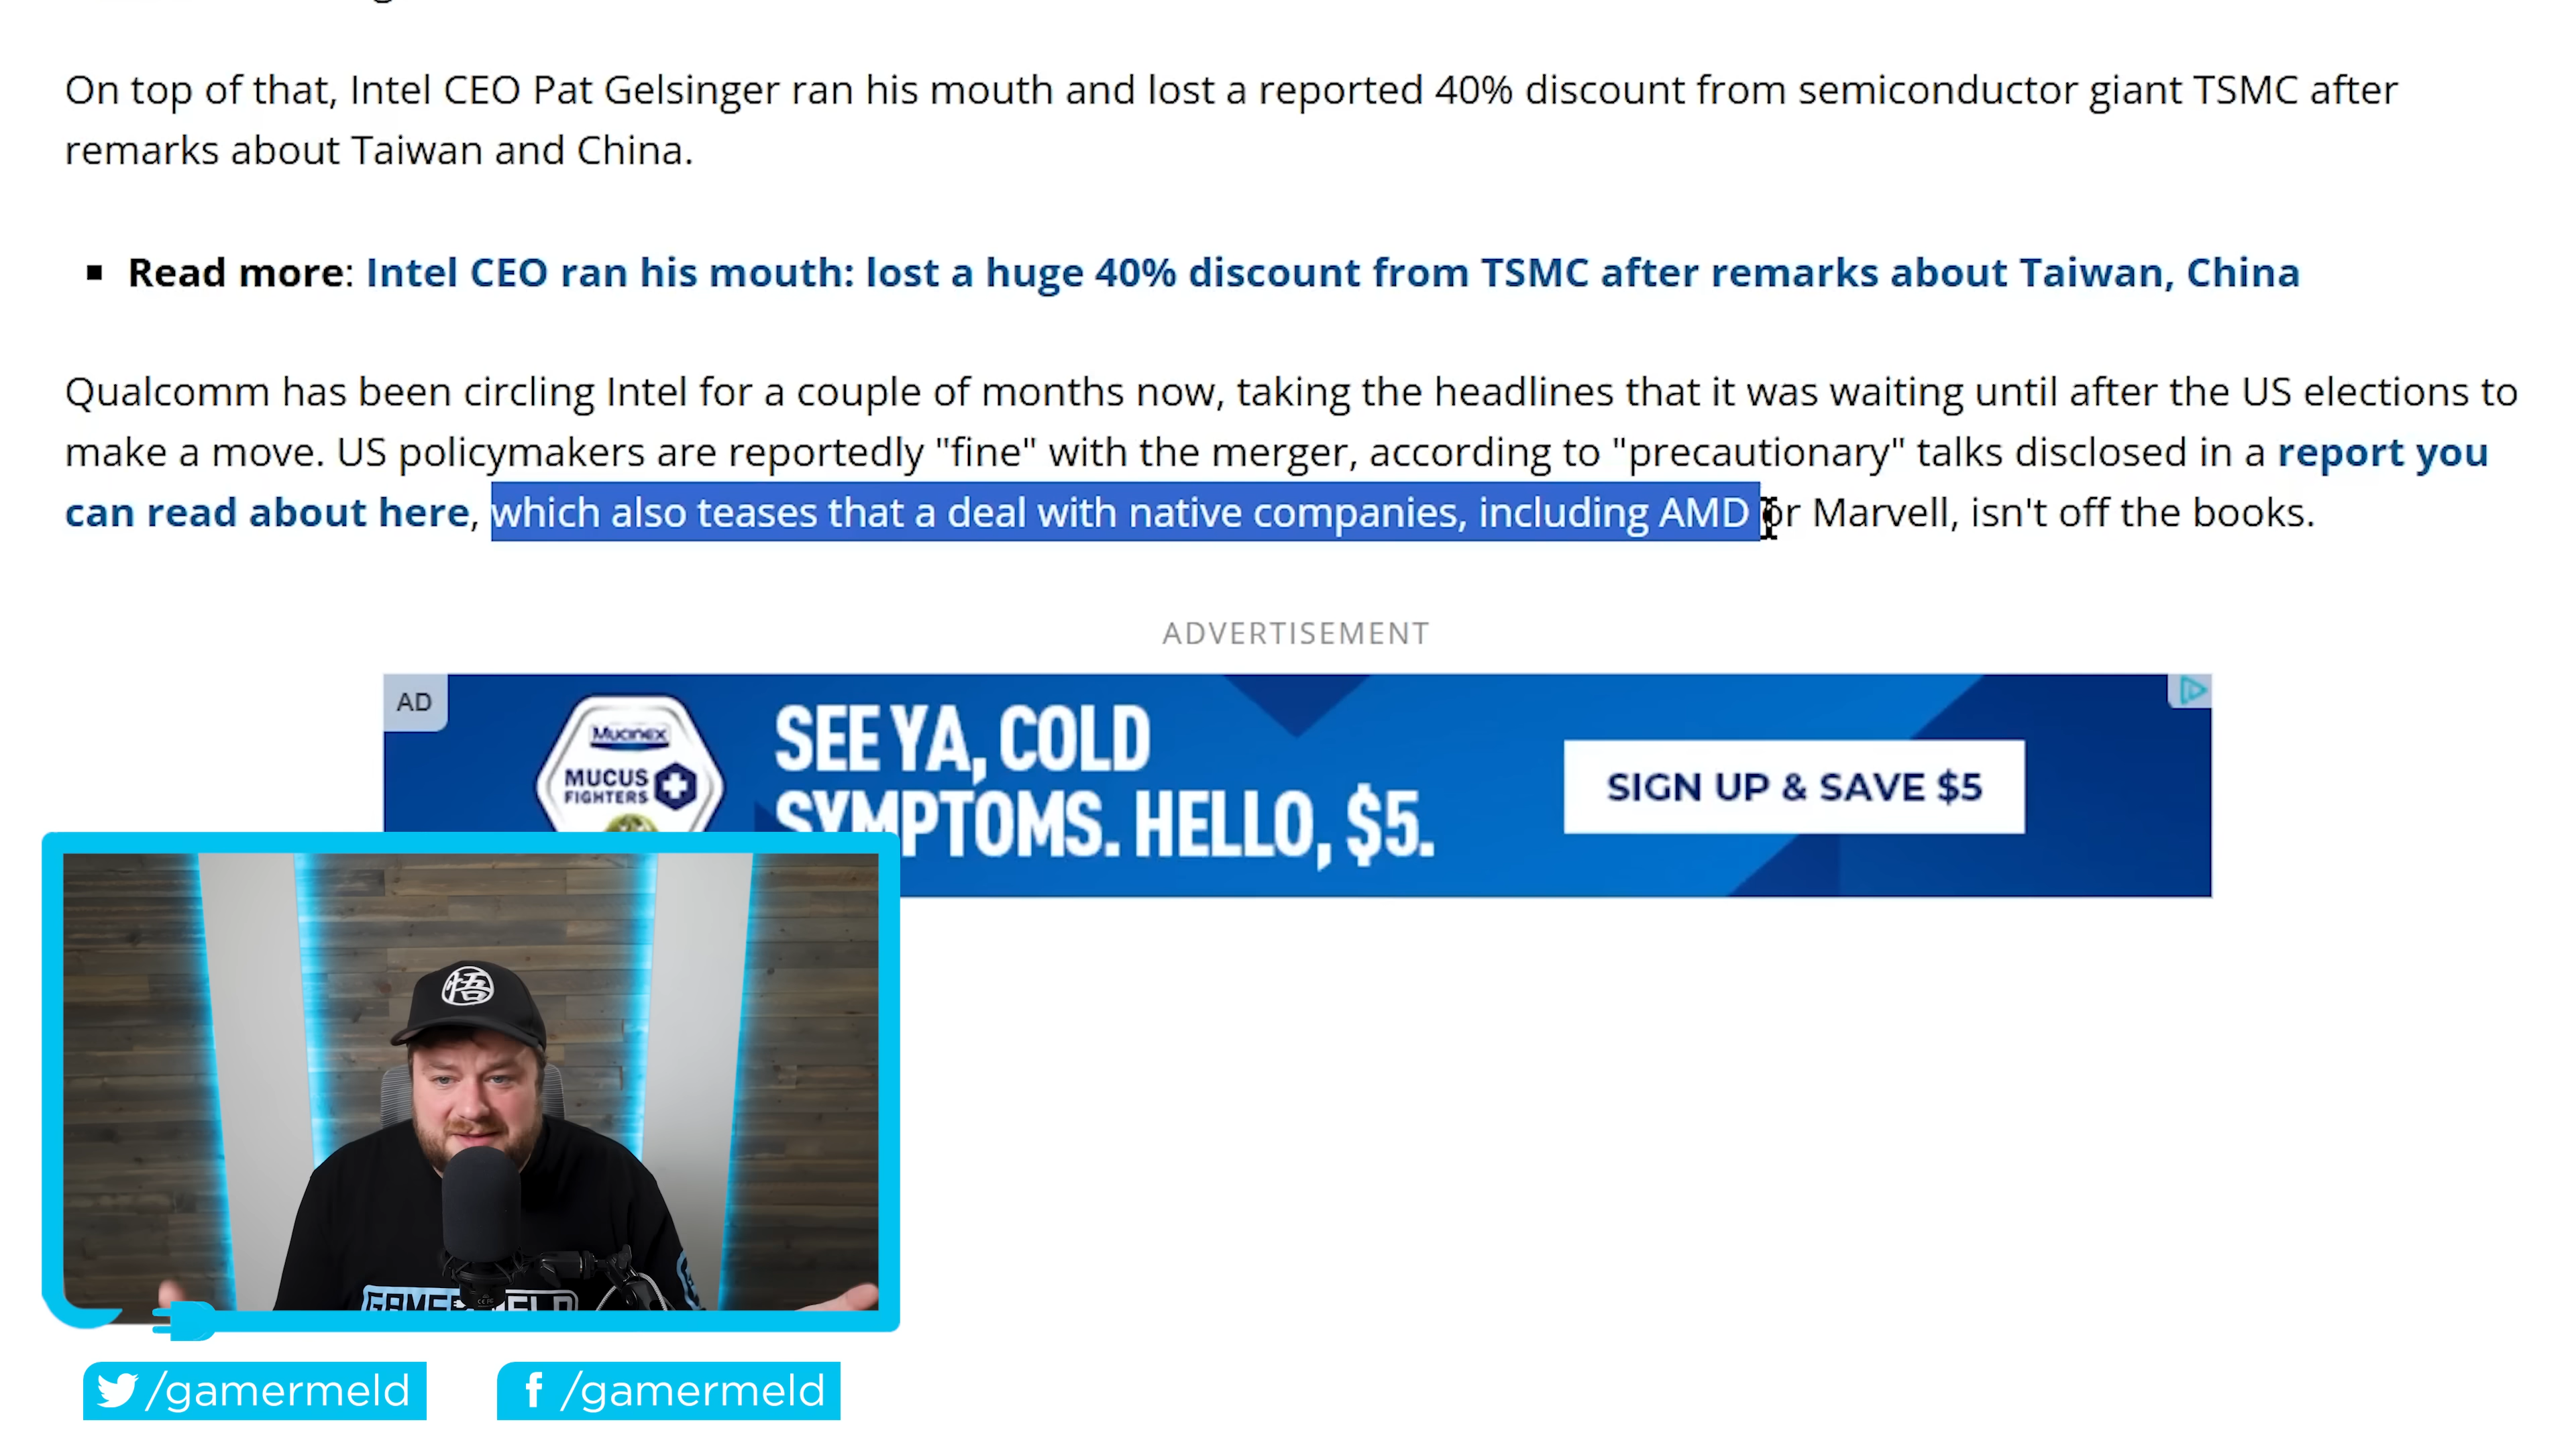 On top of that, Intel CEO Pat Gelsinger ran his mouth and lost a reported 40% discount from semiconductor giant TSMC after
remarks about Taiwan and China.
▪ Read more: Intel CEO ran his mouth: lost a huge 40% discount from TSMC after remarks about Taiwan, China
Qualcomm has been circling Intel for a couple of months now, taking the headlines that it was waiting until after the US elections to
make a move. US policymakers are reportedly "fine" with the merger, according to "precautionary" talks disclosed in a report you
can read about here, which also teases that a deal with native companies, including AMD or Marvell, isn't off the books.
ADVERTISEMENT
AD
Mucinex
MUCUS
FIGHTERS
SEE YA, COLD
SYMPTOMS. HELLO, $5.
SIGN UP & SAVE $5
悟
/gamermeld
/gamermeld